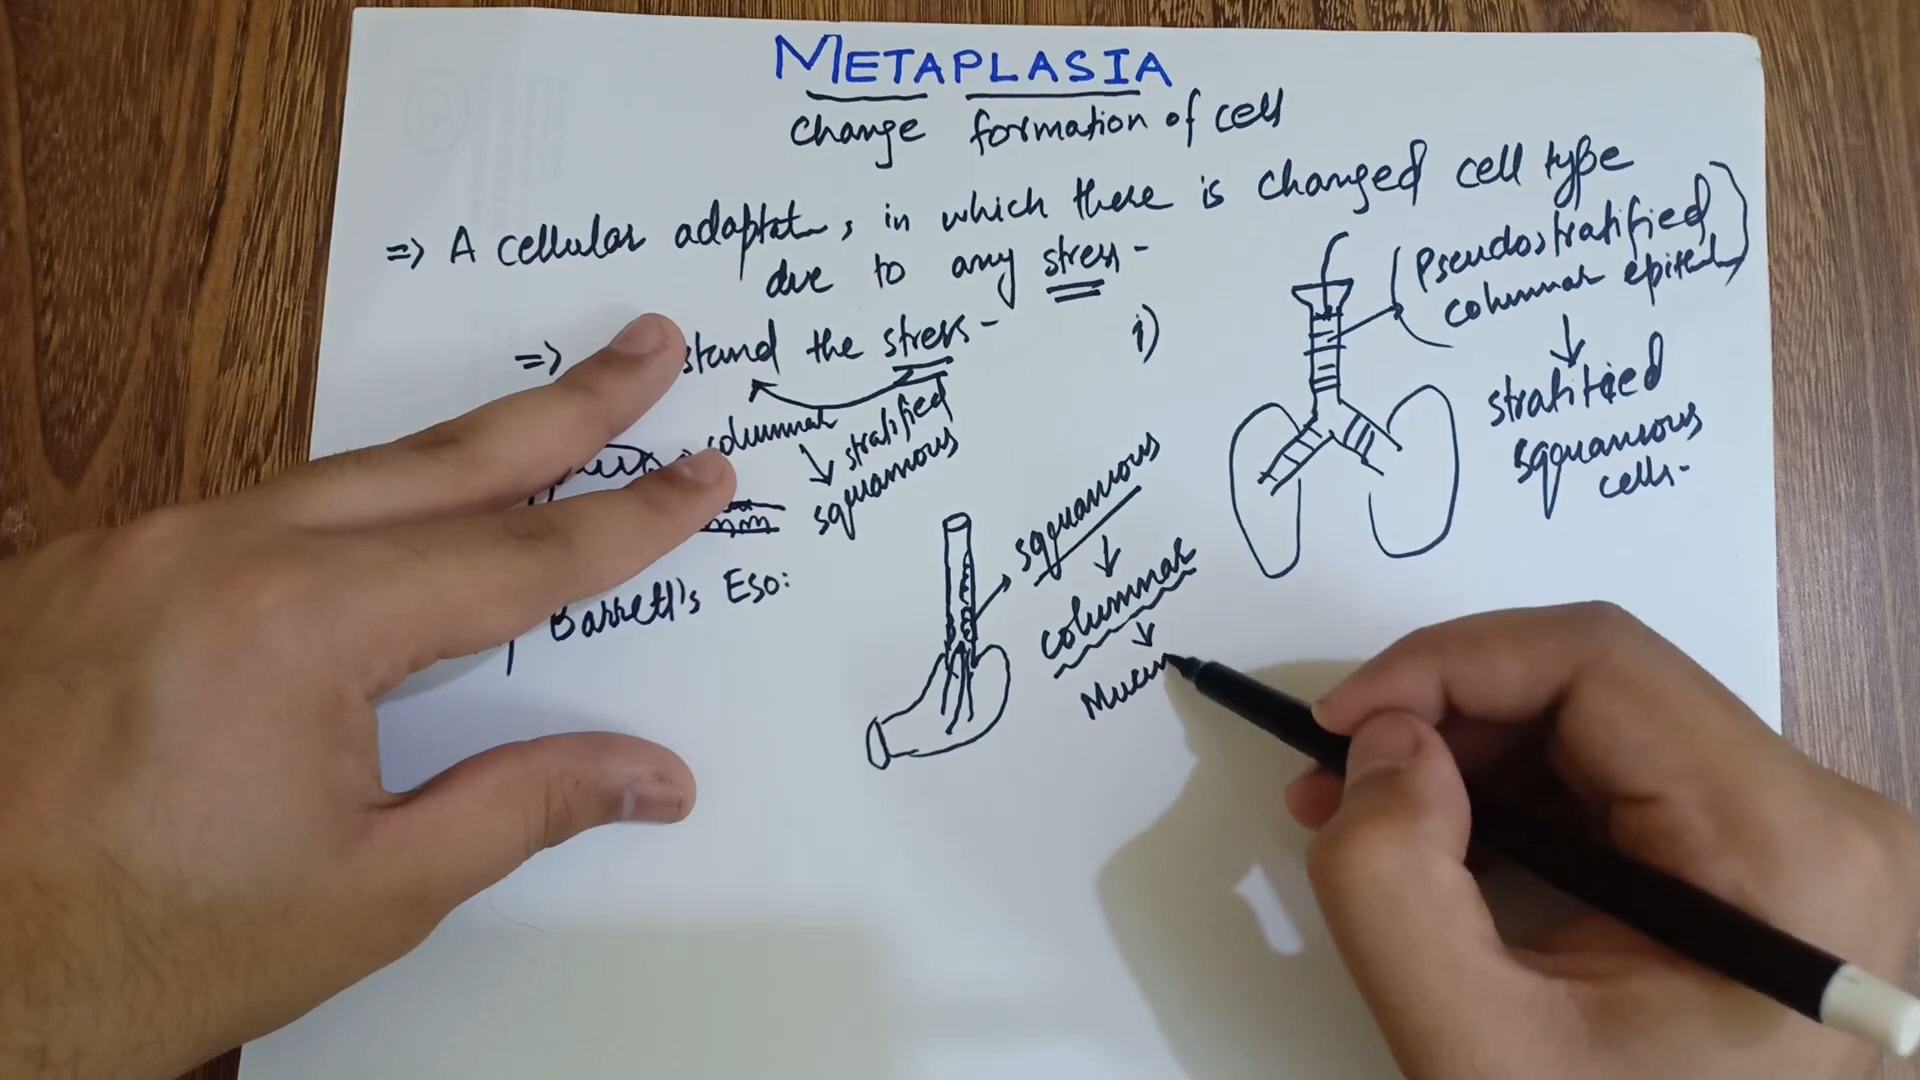 METAPLASIA
change formation of cell
=> A cellular adaptat~, in which there is changed cell type
due to any stress -
=> stand the stress -
i)
(Pseudostratified
columnar epitel)
↓
stratified
squamous
cells.
columnar
↓ stratified
squamous
squamous
↓
columnar
↓
Mucin
Barrett's Eso: